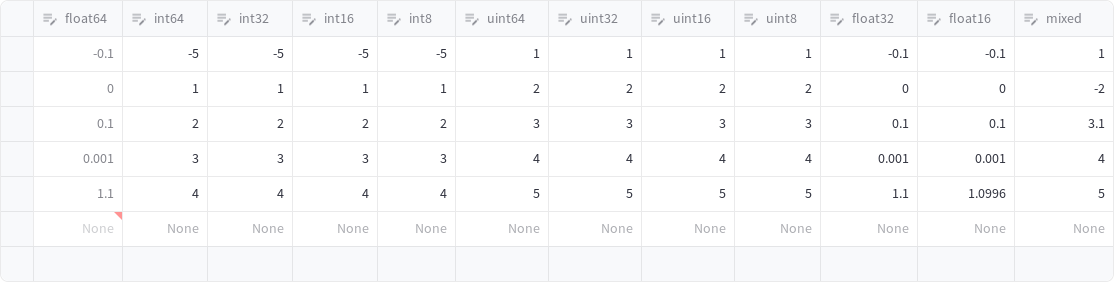 float64 int64 int32 int16 int8 uint64 uint32 uint16 uint8 float32 float16 mixed
-0.1 -5 -5 -5 -5 1 1 1 1 -0.1 -0.1 1
0 1 1 1 1 2 2 2 2 0 0 -2
0.1 2 2 2 2 3 3 3 3 0.1 0.1 3.1
0.001 3 3 3 3 4 4 4 4 0.001 0.001 4
1.1 4 4 4 4 5 5 5 5 1.1 1.0996 5
None None None None None None None None None None None None